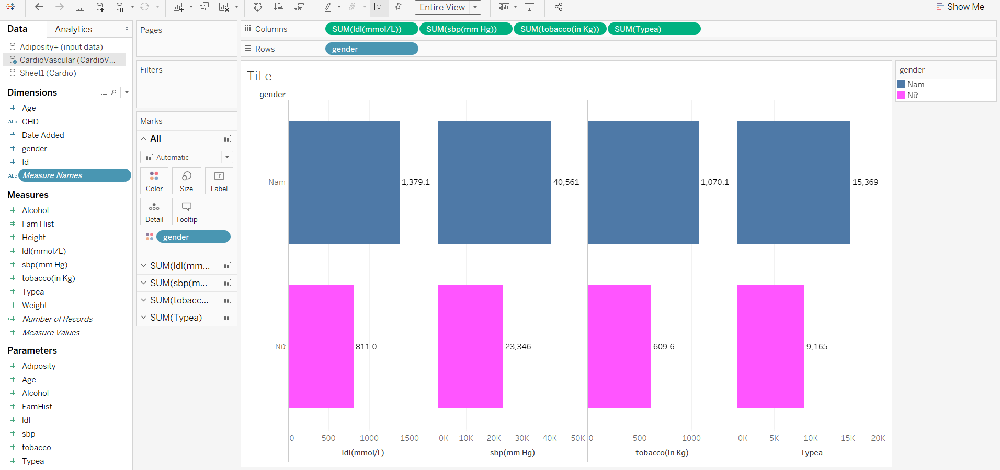 Entire View
Show Me
Data
Analytics
Adiposity+ (input data)
CardioVascular (CardioV...
Sheet1 (Cardio)
Dimensions
Age
Abc CHD
Date Added
gender
Id
Abc Measure Names
Measures
Alcohol
Fam Hist
Height
ldl(mmol/L)
sbp(mm Hg)
tobacco(in Kg)
Typea
Weight
Number of Records
Measure Values
Parameters
Adiposity
Age
Alcohol
FamHist
ldl
sbp
tobacco
Typea
Pages
Filters
Marks
All
Automatic
Color
Size
Label
Detail
Tooltip
gender
SUM(ldl(mm...
SUM(sbp(m...
SUM(tobacc...
SUM(Typea)
Columns
SUM(ldl(mmol/L))
SUM(sbp(mm Hg))
SUM(tobacco(in Kg))
SUM(Typea)
Rows
gender
TiLe
gender
Nam
1,379.1
40,561
1,070.1
15,369
Nữ
811.0
23,346
609.6
9,165
0 500 1000 1500
0K 10K 20K 30K 40K 50K
0 500 1000
0K 5K 10K 15K 20K
ldl(mmol/L)
sbp(mm Hg)
tobacco(in Kg)
Typea
gender
Nam
Nữ